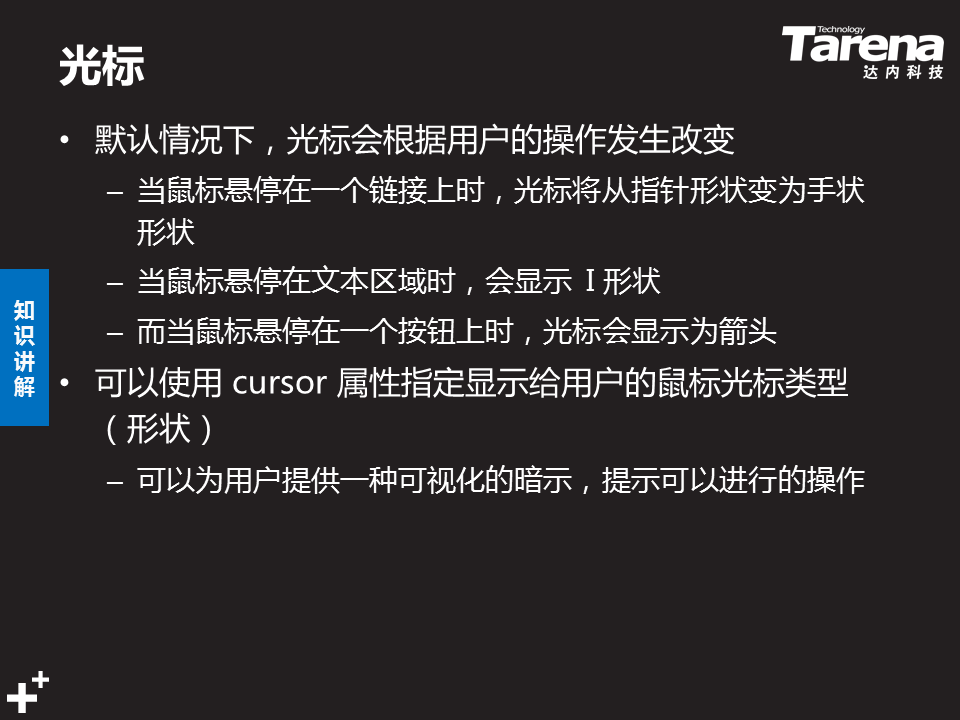 光标
Technology
Tarena
达内科技
• 默认情况下，光标会根据用户的操作发生改变
– 当鼠标悬停在一个链接上时，光标将从指针形状变为手状
形状
– 当鼠标悬停在文本区域时，会显示 I 形状
– 而当鼠标悬停在一个按钮上时，光标会显示为箭头
• 可以使用 cursor 属性指定显示给用户的鼠标光标类型
（形状）
– 可以为用户提供一种可视化的暗示，提示可以进行的操作
知
识
讲
解